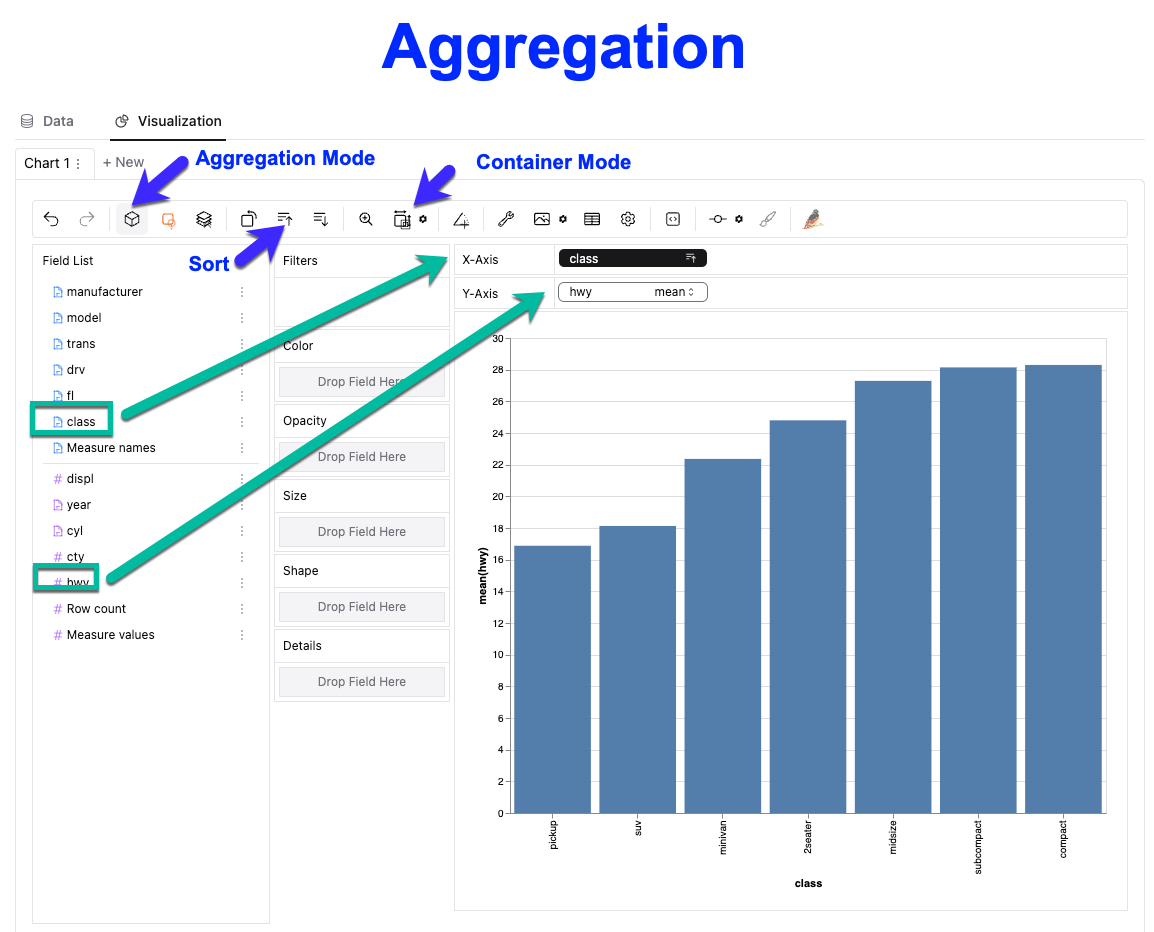 Aggregation
Data
Visualization
Chart 1
+ New
Aggregation Mode
Container Mode
Sort
Field List
manufacturer
model
trans
drv
fl
class
Measure names
# displ
year
cyl
# cty
# hwy
# Row count
# Measure values
Filters
Color
Drop Field Here
Opacity
Drop Field Here
Size
Drop Field Here
Shape
Drop Field Here
Details
Drop Field Here
X-Axis
class
Y-Axis
hwy mean
30
28
26
24
22
20
18
16
14
12
10
8
6
4
2
0
mean(hwy)
pickup
suv
minivan
2seater
midsize
subcompact
compact
class